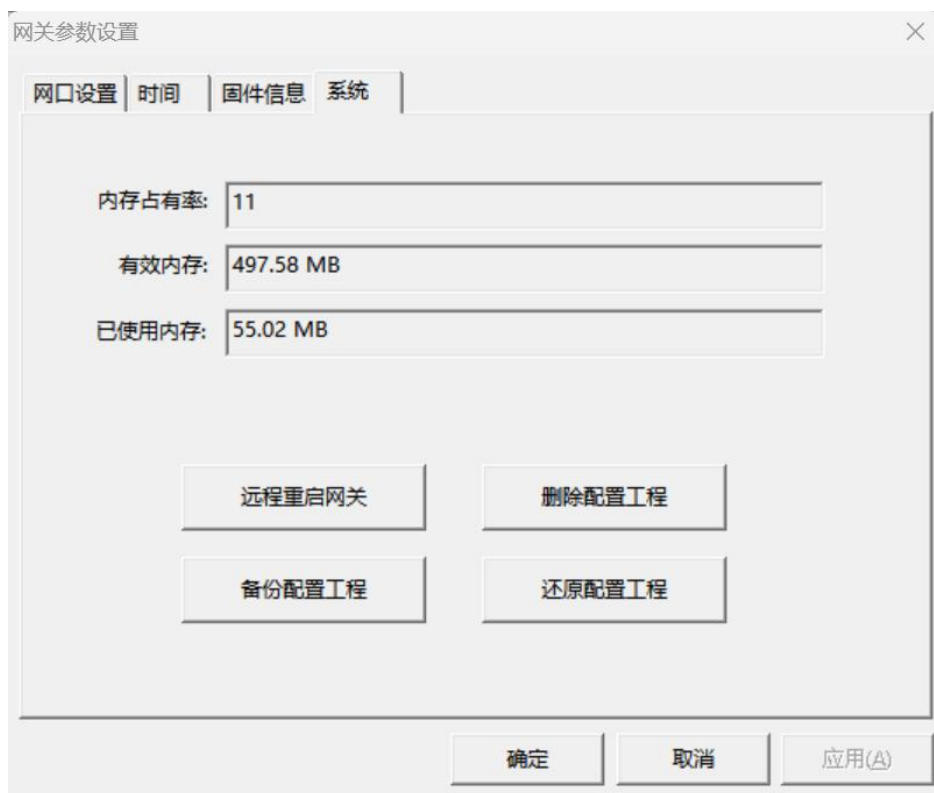 网关参数设置
网口设置 时间 固件信息 系统
内存占有率: 11
有效内存: 497.58 MB
已使用内存: 55.02 MB
远程重启网关 删除配置工程
备份配置工程 还原配置工程
确定 取消 应用(A)